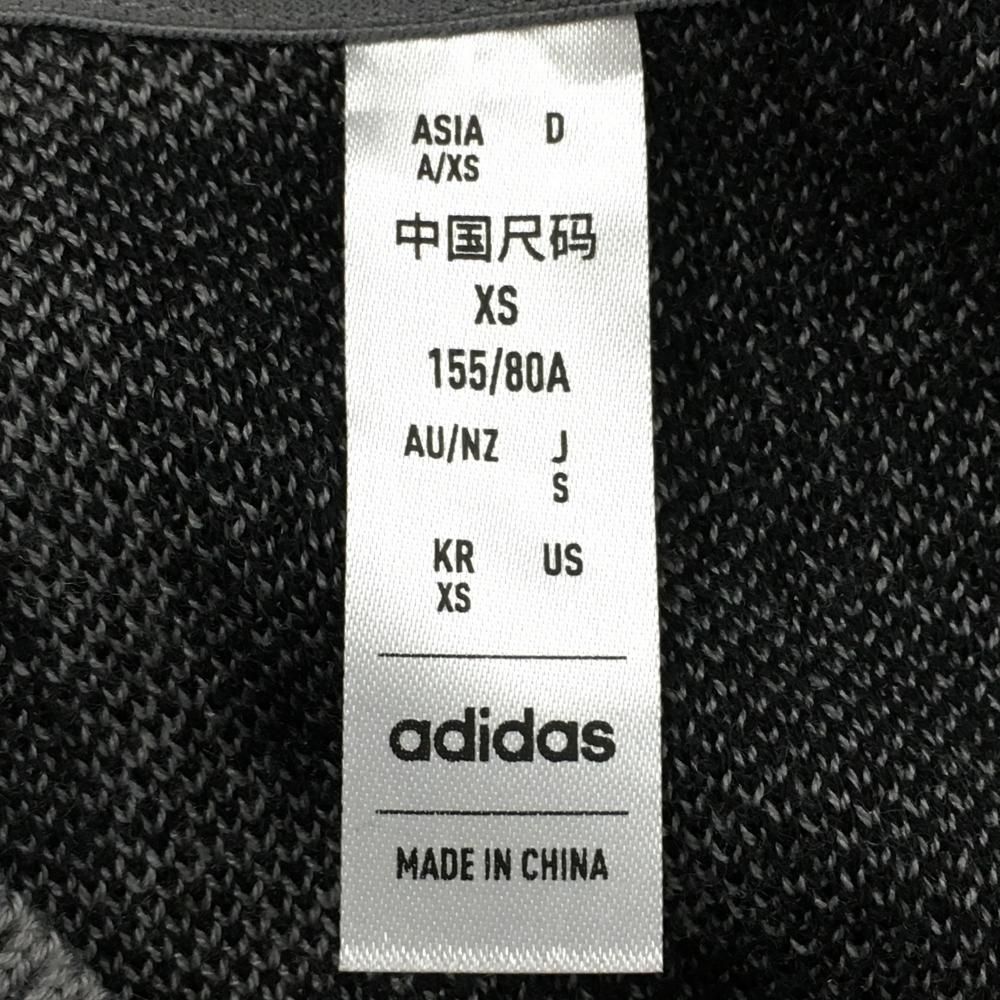 ASIA D
A/XS
中国尺码
XS
155/80A
AU/NZ J
S
KR US
XS
adidas
MADE IN CHINA